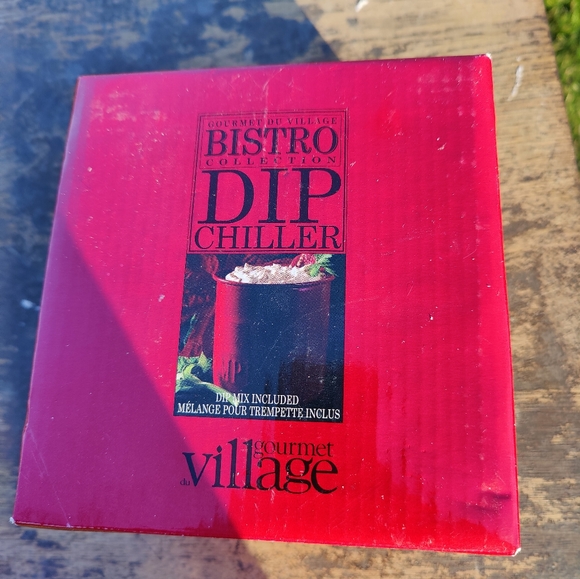 GOURMET DU VILLAGE
BISTRO
COLLECTiON
DIP
CHILLER
DIP MIX INCLUDED
MÉLANGE POUR TREMPETTE INCLUS
gourmet
du village